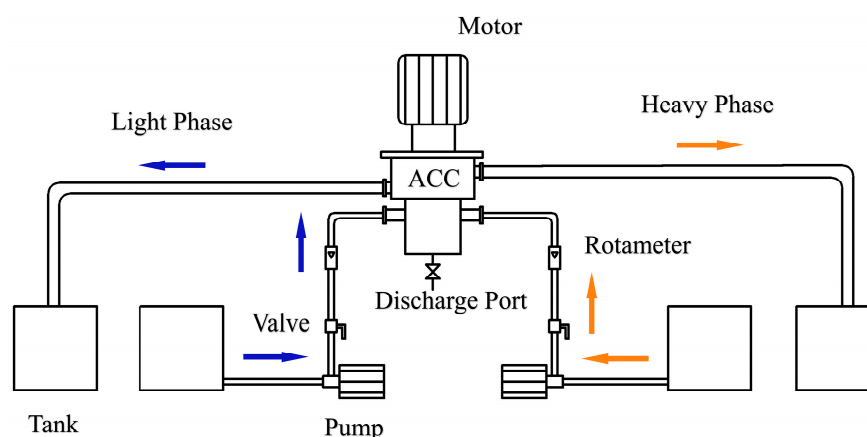 Motor
Light Phase
Heavy Phase
ACC
Rotameter
Discharge Port
Valve
Tank
Pump